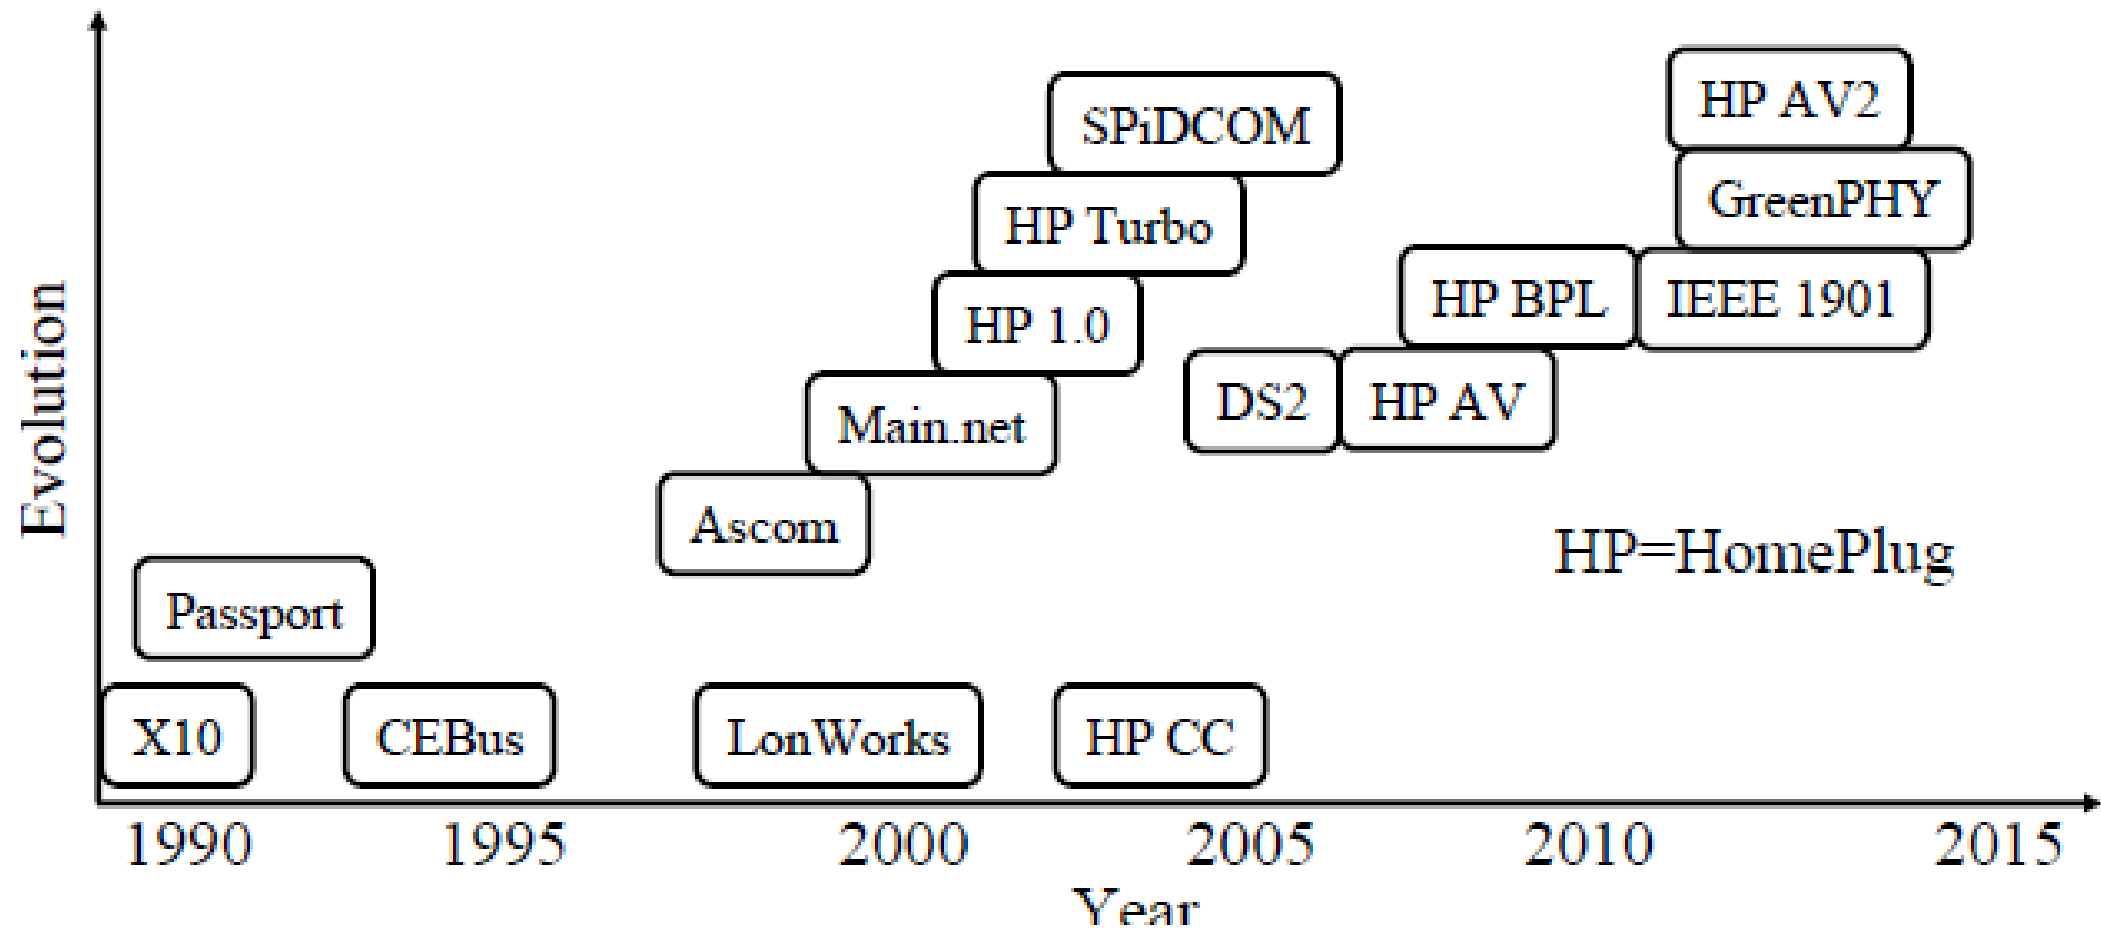 HP AV2
SPiDCOM
GreenPHY
HP Turbo
HP BPL
IEEE 1901
HP 1.0
DS2
HP AV
Main.net
Ascom
HP=HomePlug
Passport
X10
CEBus
LonWorks
HP CC
Evolution
1990 1995 2000 2005 2010 2015
Year